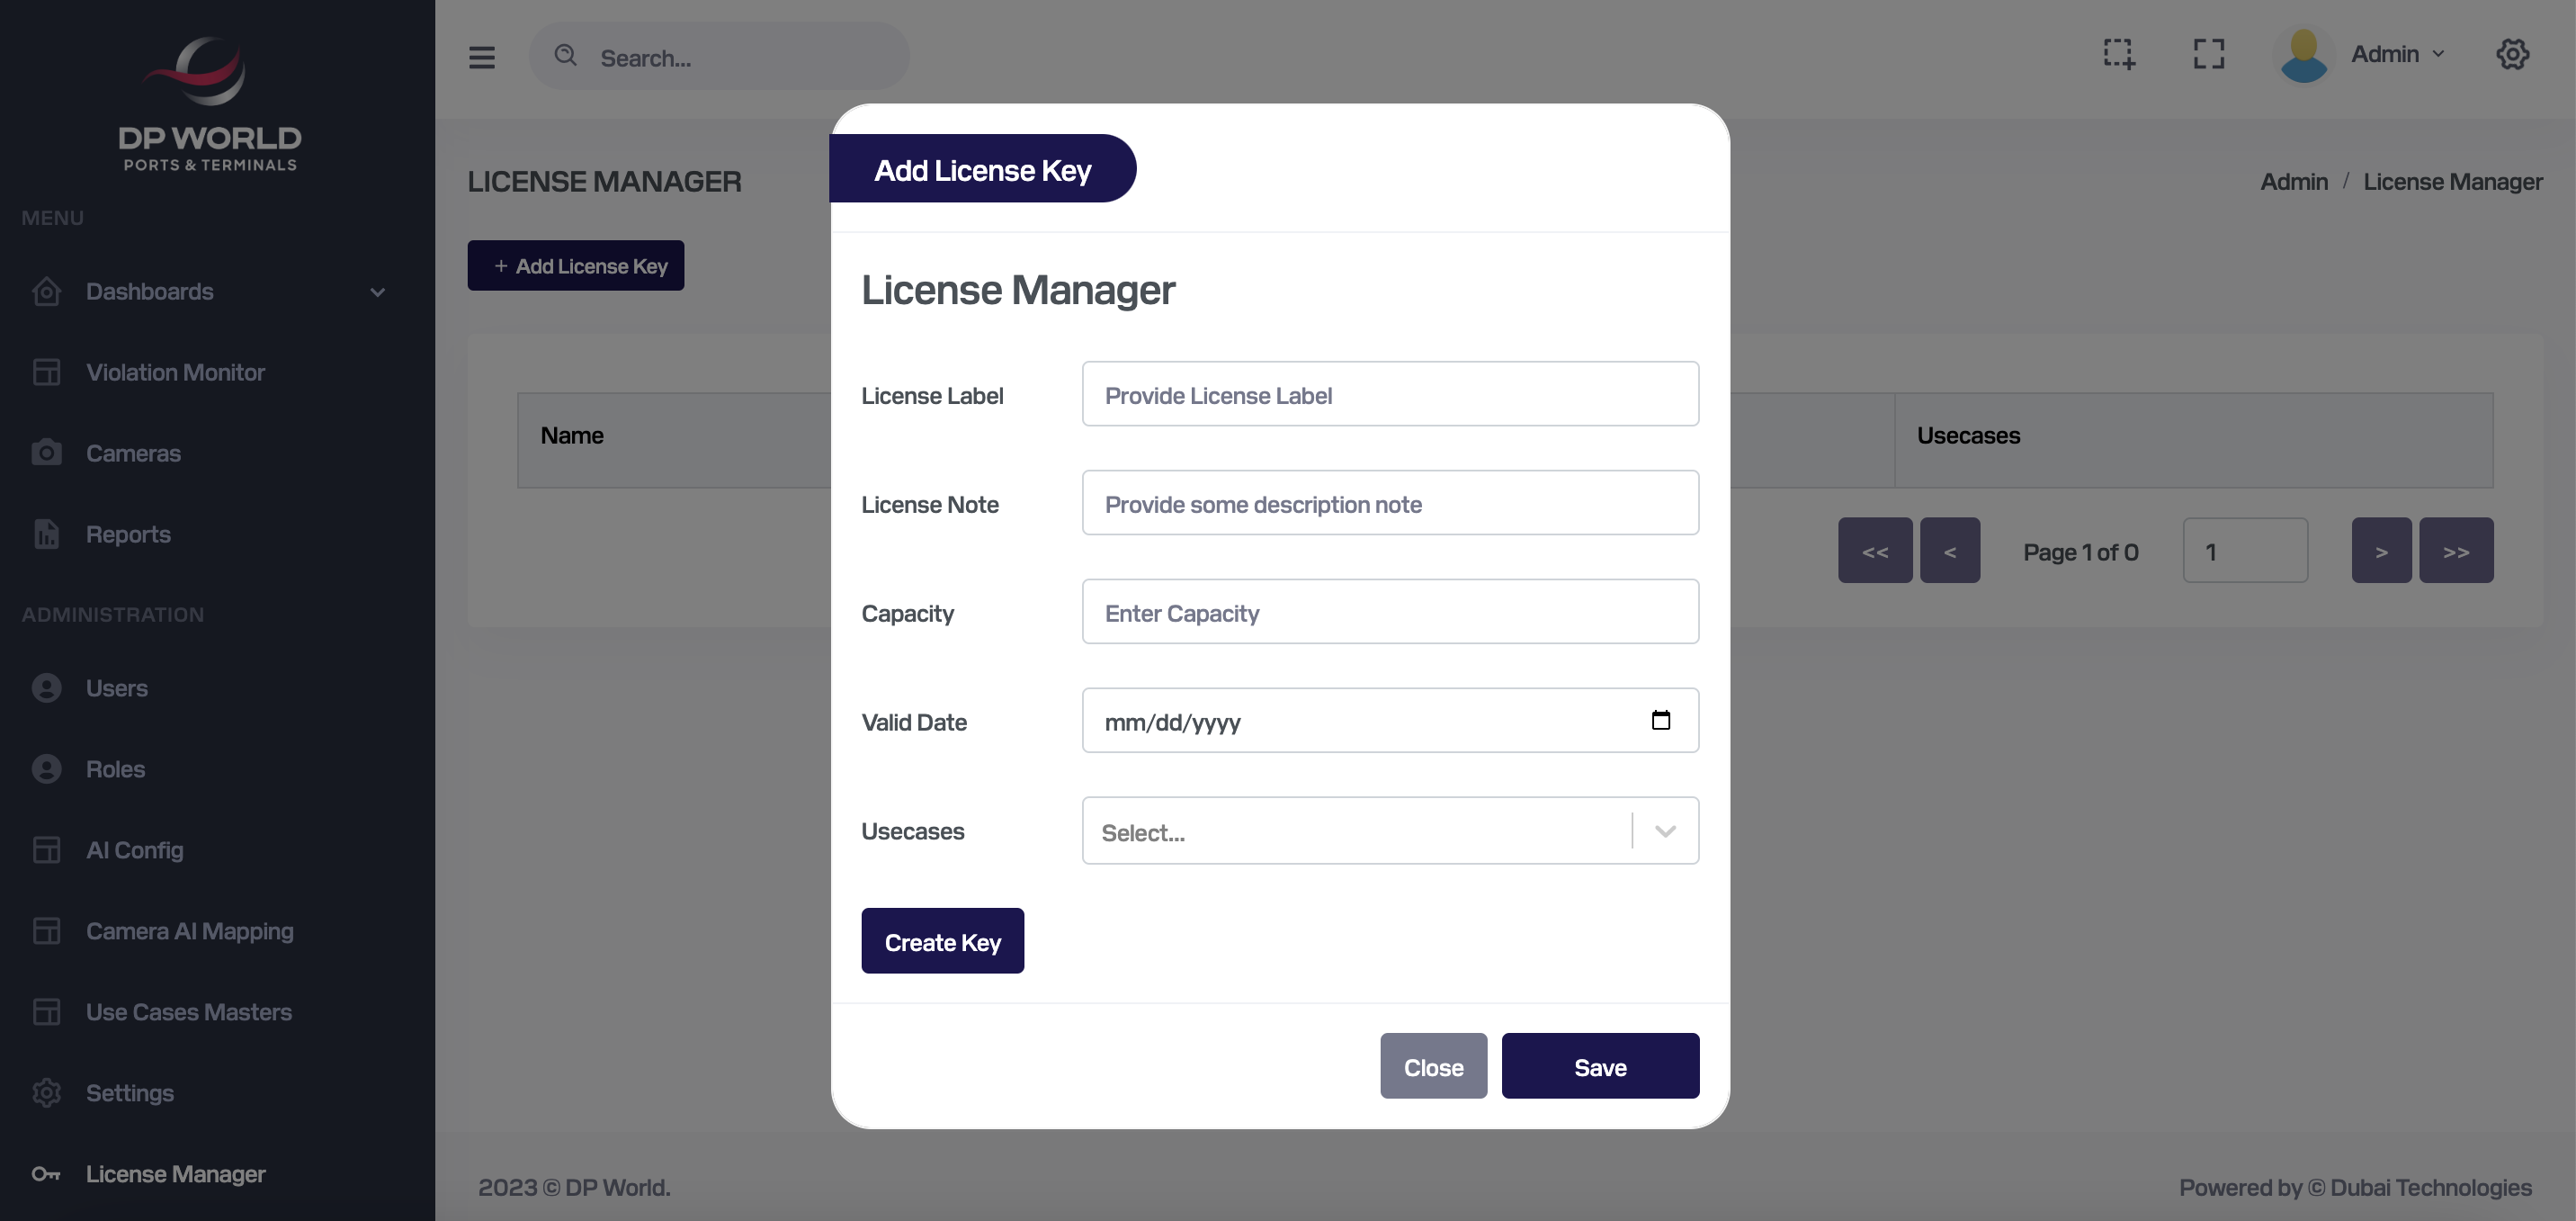 DP WORLD
PORTS & TERMINALS
MENU
Dashboards
Violation Monitor
Cameras
Reports
ADMINISTRATION
Users
Roles
AI Config
Camera AI Mapping
Use Cases Masters
Settings
License Manager
Search...
Admin
LICENSE MANAGER
Admin / License Manager
+ Add License Key
Name
Usecases
<< < Page 1 of 0 1 > >>
Add License Key
License Manager
License Label Provide License Label
License Note Provide some description note
Capacity Enter Capacity
Valid Date mm/dd/yyyy
Usecases Select...
Create Key
Close Save
2023 © DP World.
Powered by © Dubai Technologies